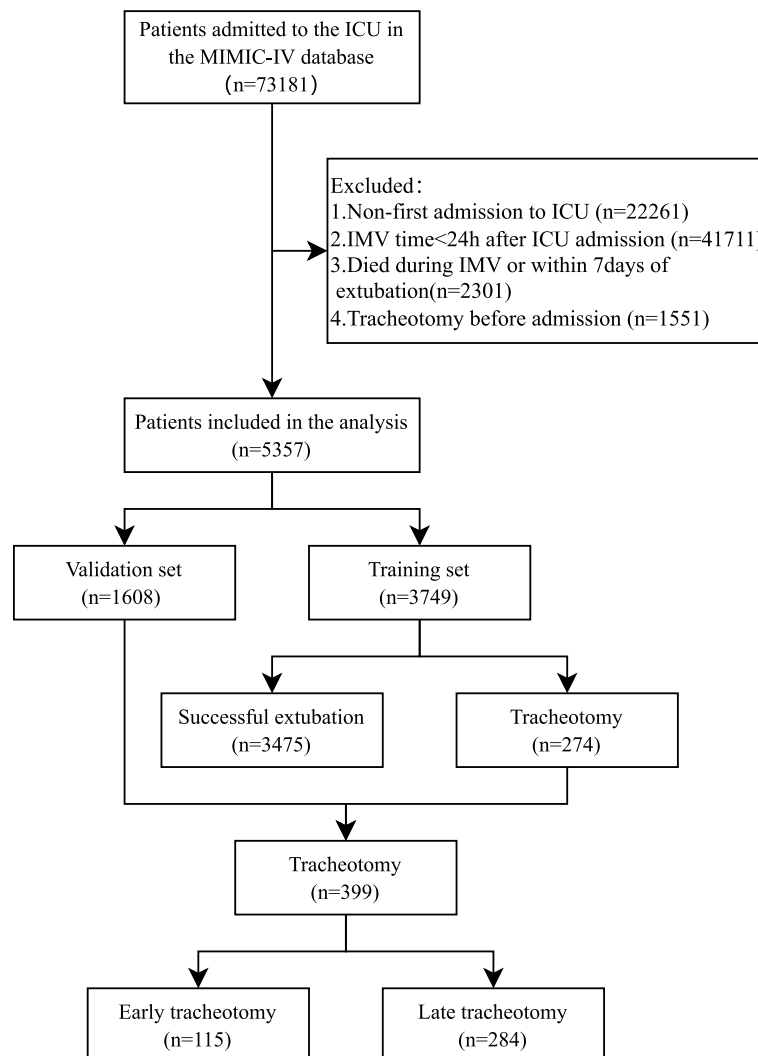 Patients admitted to the ICU in
the MIMIC-IV database
(n=73181)
Excluded：
1.Non-first admission to ICU (n=22261)
2.IMV time<24h after ICU admission (n=41711)
3.Died during IMV or within 7days of
extubation(n=2301)
4.Tracheotomy before admission (n=1551)
Patients included in the analysis
(n=5357)
Validation set
(n=1608)
Training set
(n=3749)
Successful extubation
(n=3475)
Tracheotomy
(n=274)
Tracheotomy
(n=399)
Early tracheotomy
(n=115)
Late tracheotomy
(n=284)